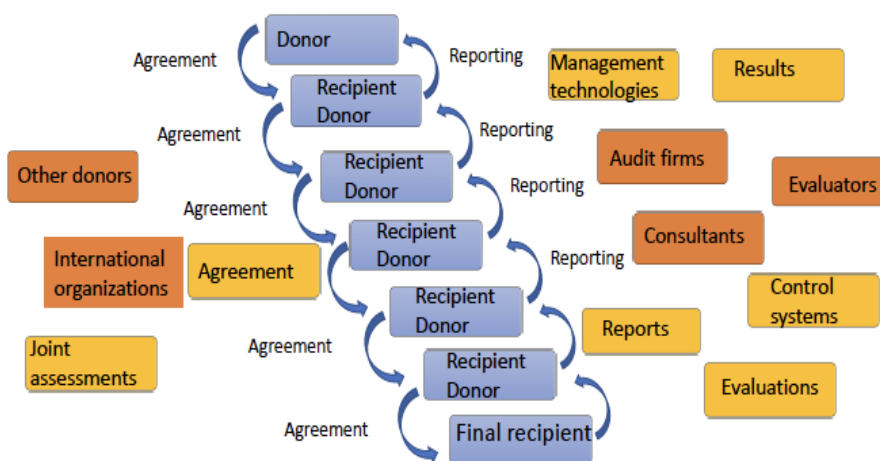 Donor
Agreement
Reporting
Management
technologies
Results
Recipient
Donor
Agreement
Reporting
Audit firms
Other donors
Recipient
Donor
Evaluators
Agreement
Reporting
Recipient
Donor
Consultants
International
organizations
Agreement
Reporting
Control
systems
Recipient
Donor
Reports
Joint
assessments
Agreement
Recipient
Donor
Evaluations
Agreement
Final recipient